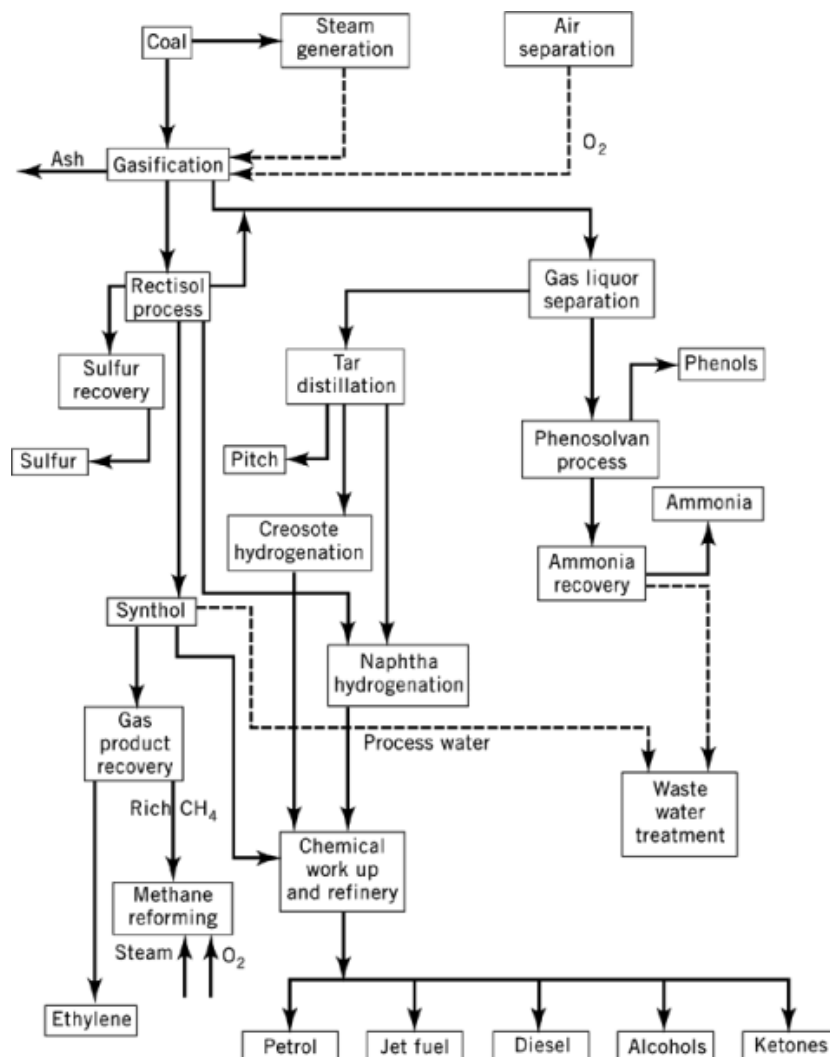 Coal
Steam
generation
Air
separation
O2
Ash
Gasification
Rectisol
process
Gas liquor
separation
Sulfur
recovery
Tar
distillation
Phenols
Sulfur
Pitch
Phenosolvan
process
Ammonia
Creosote
hydrogenation
Ammonia
recovery
Synthol
Naphtha
hydrogenation
Gas
product
recovery
Process water
Rich CH4
Waste
water
treatment
Chemical
work up
and refinery
Methane
reforming
Steam
O2
Ethylene
Petrol
Jet fuel
Diesel
Alcohols
Ketones